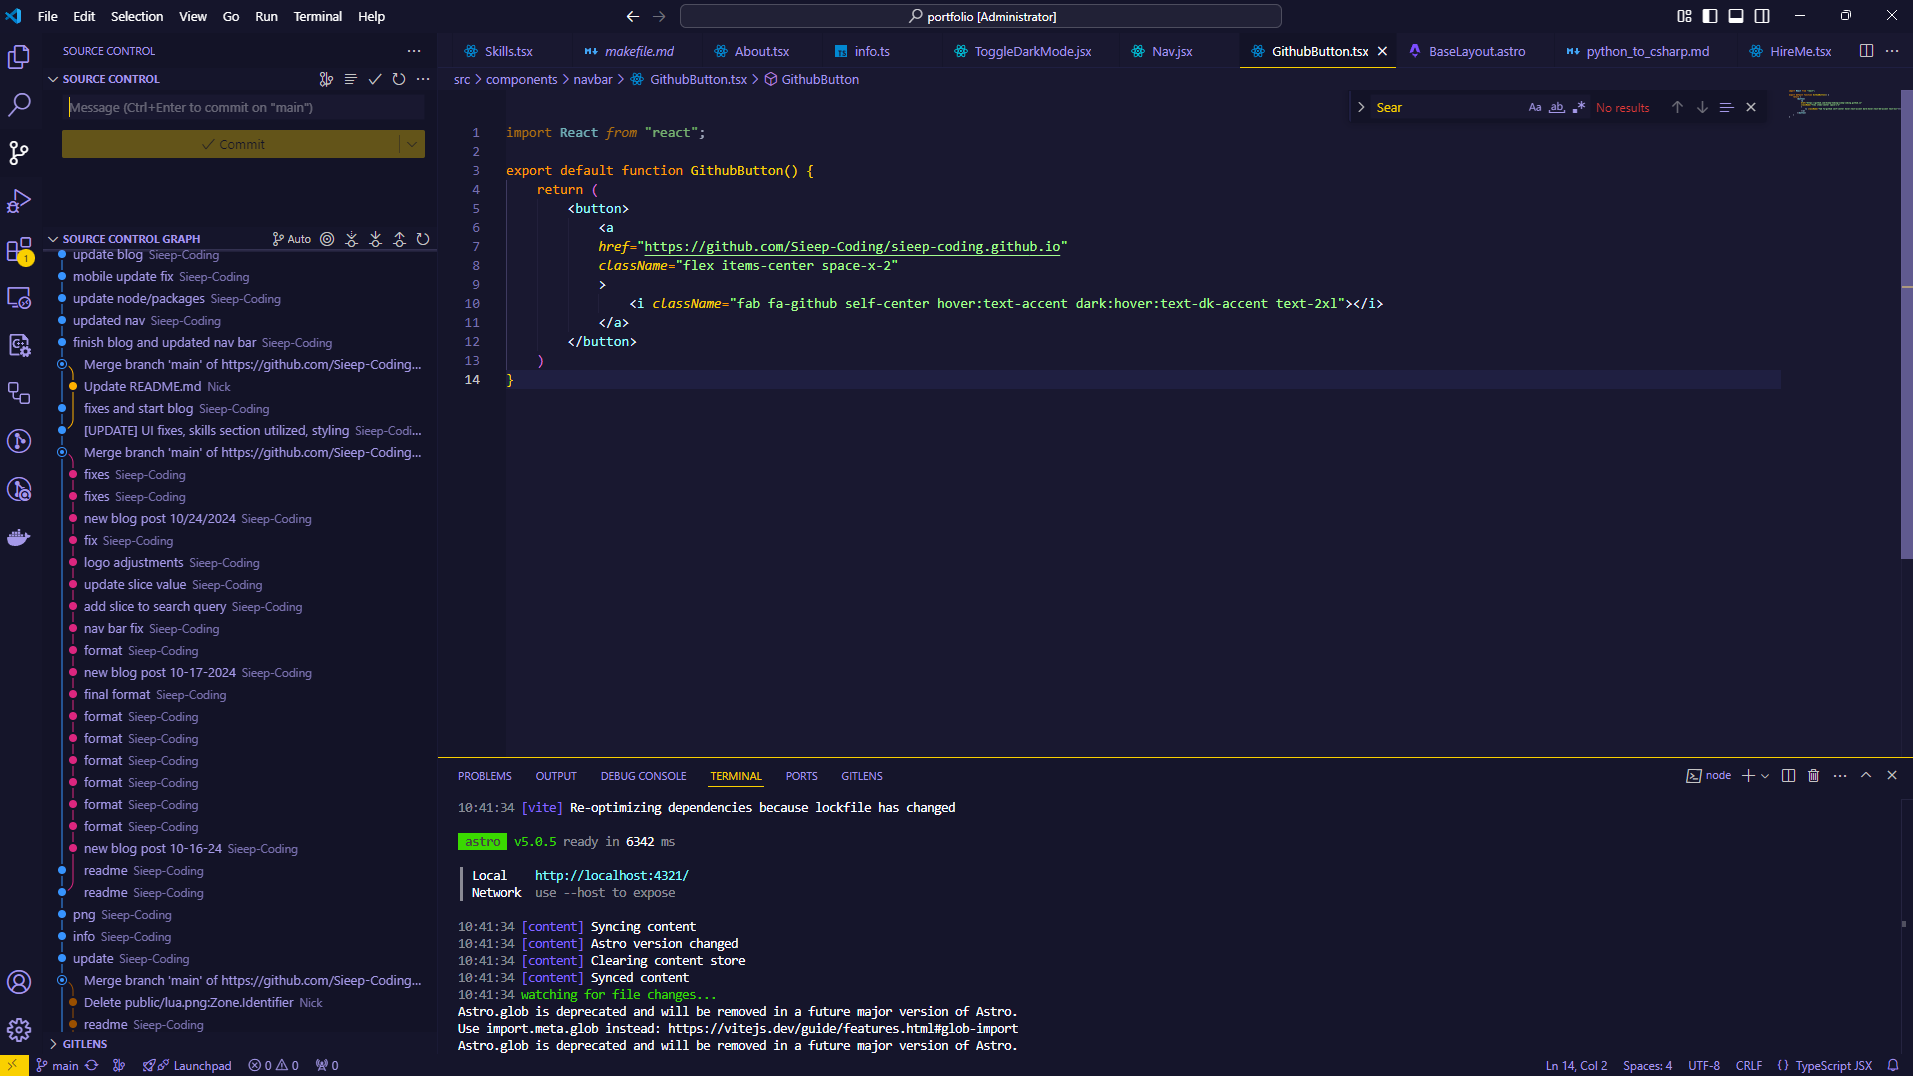 File Edit Selection View Go Run Terminal Help
portfolio [Administrator]
SOURCE CONTROL
SOURCE CONTROL
Message (Ctrl+Enter to commit on "main")
Commit
SOURCE CONTROL GRAPH
Auto
update blog Sieep-Coding
mobile update fix Sieep-Coding
update node/packages Sieep-Coding
updated nav Sieep-Coding
finish blog and updated nav bar Sieep-Coding
Merge branch 'main' of https://github.com/Sieep-Coding...
Update README.md Nick
fixes and start blog Sieep-Coding
[UPDATE] UI fixes, skills section utilized, styling Sieep-Codi...
Merge branch 'main' of https://github.com/Sieep-Coding...
fixes Sieep-Coding
fixes Sieep-Coding
new blog post 10/24/2024 Sieep-Coding
fix Sieep-Coding
logo adjustments Sieep-Coding
update slice value Sieep-Coding
add slice to search query Sieep-Coding
nav bar fix Sieep-Coding
format Sieep-Coding
new blog post 10-17-2024 Sieep-Coding
final format Sieep-Coding
format Sieep-Coding
format Sieep-Coding
format Sieep-Coding
format Sieep-Coding
format Sieep-Coding
format Sieep-Coding
new blog post 10-16-24 Sieep-Coding
readme Sieep-Coding
readme Sieep-Coding
png Sieep-Coding
info Sieep-Coding
update Sieep-Coding
Merge branch 'main' of https://github.com/Sieep-Coding...
Delete public/lua.png:Zone.Identifier Nick
readme Sieep-Coding
GITLENS
1
Skills.tsx makefile.md About.tsx info.ts ToggleDarkMode.jsx Nav.jsx GithubButton.tsx BaseLayout.astro python_to_csharp.md HireMe.tsx
src > components > navbar > GithubButton.tsx > GithubButton
Sear Aa ab No results
1 import React from "react";
2
3 export default function GithubButton() {
4 return (
5 <button>
6 <a
7 href="https://github.com/Sieep-Coding/sieep-coding.github.io"
8 className="flex items-center space-x-2"
9 >
10 <i className="fab fa-github self-center hover:text-accent dark:hover:text-dk-accent text-2xl"></i>
11 </a>
12 </button>
13 )
14 }
PROBLEMS OUTPUT DEBUG CONSOLE TERMINAL PORTS GITLENS
node
10:41:34 [vite] Re-optimizing dependencies because lockfile has changed
astro v5.0.5 ready in 6342 ms
Local http://localhost:4321/
Network use --host to expose
10:41:34 [content] Syncing content
10:41:34 [content] Astro version changed
10:41:34 [content] Clearing content store
10:41:34 [content] Synced content
10:41:34 watching for file changes...
Astro.glob is deprecated and will be removed in a future major version of Astro.
Use import.meta.glob instead: https://vitejs.dev/guide/features.html#glob-import
Astro.glob is deprecated and will be removed in a future major version of Astro.
main Launchpad 0 0 0
Ln 14, Col 2 Spaces: 4 UTF-8 CRLF {} TypeScript JSX